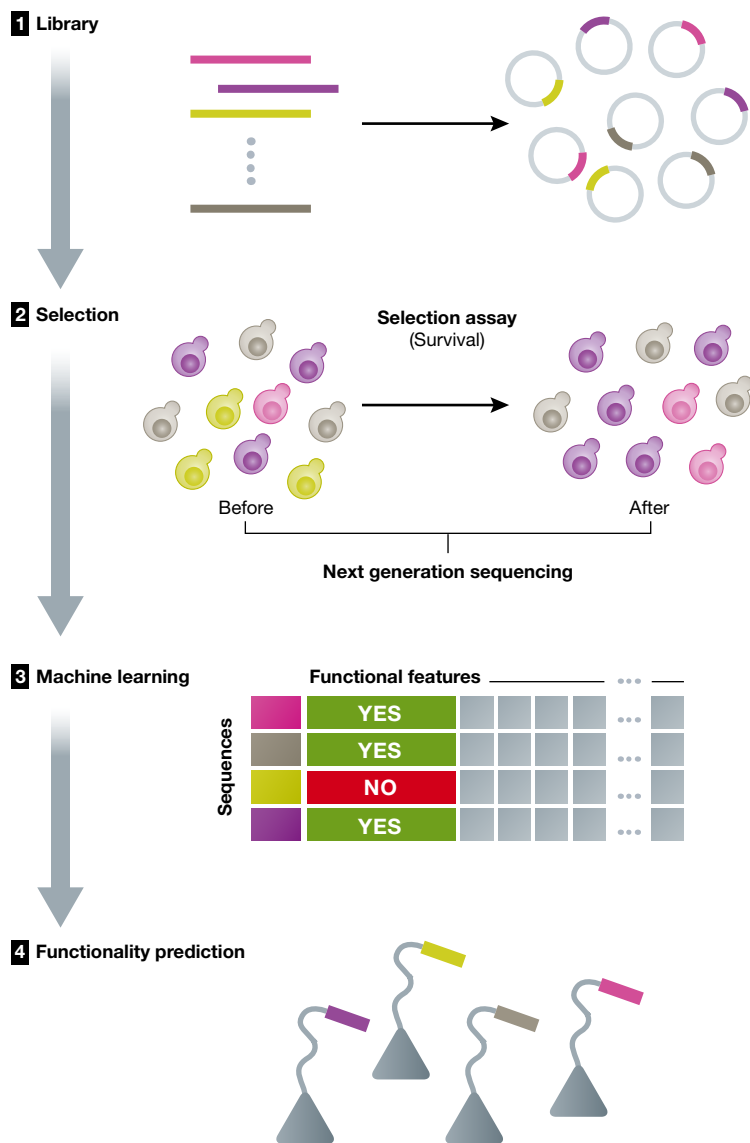 1 Library
2 Selection
Selection assay
(Survival)
Before
After
Next generation sequencing
3 Machine learning
Functional features
Sequences
YES
YES
NO
YES
4 Functionality prediction